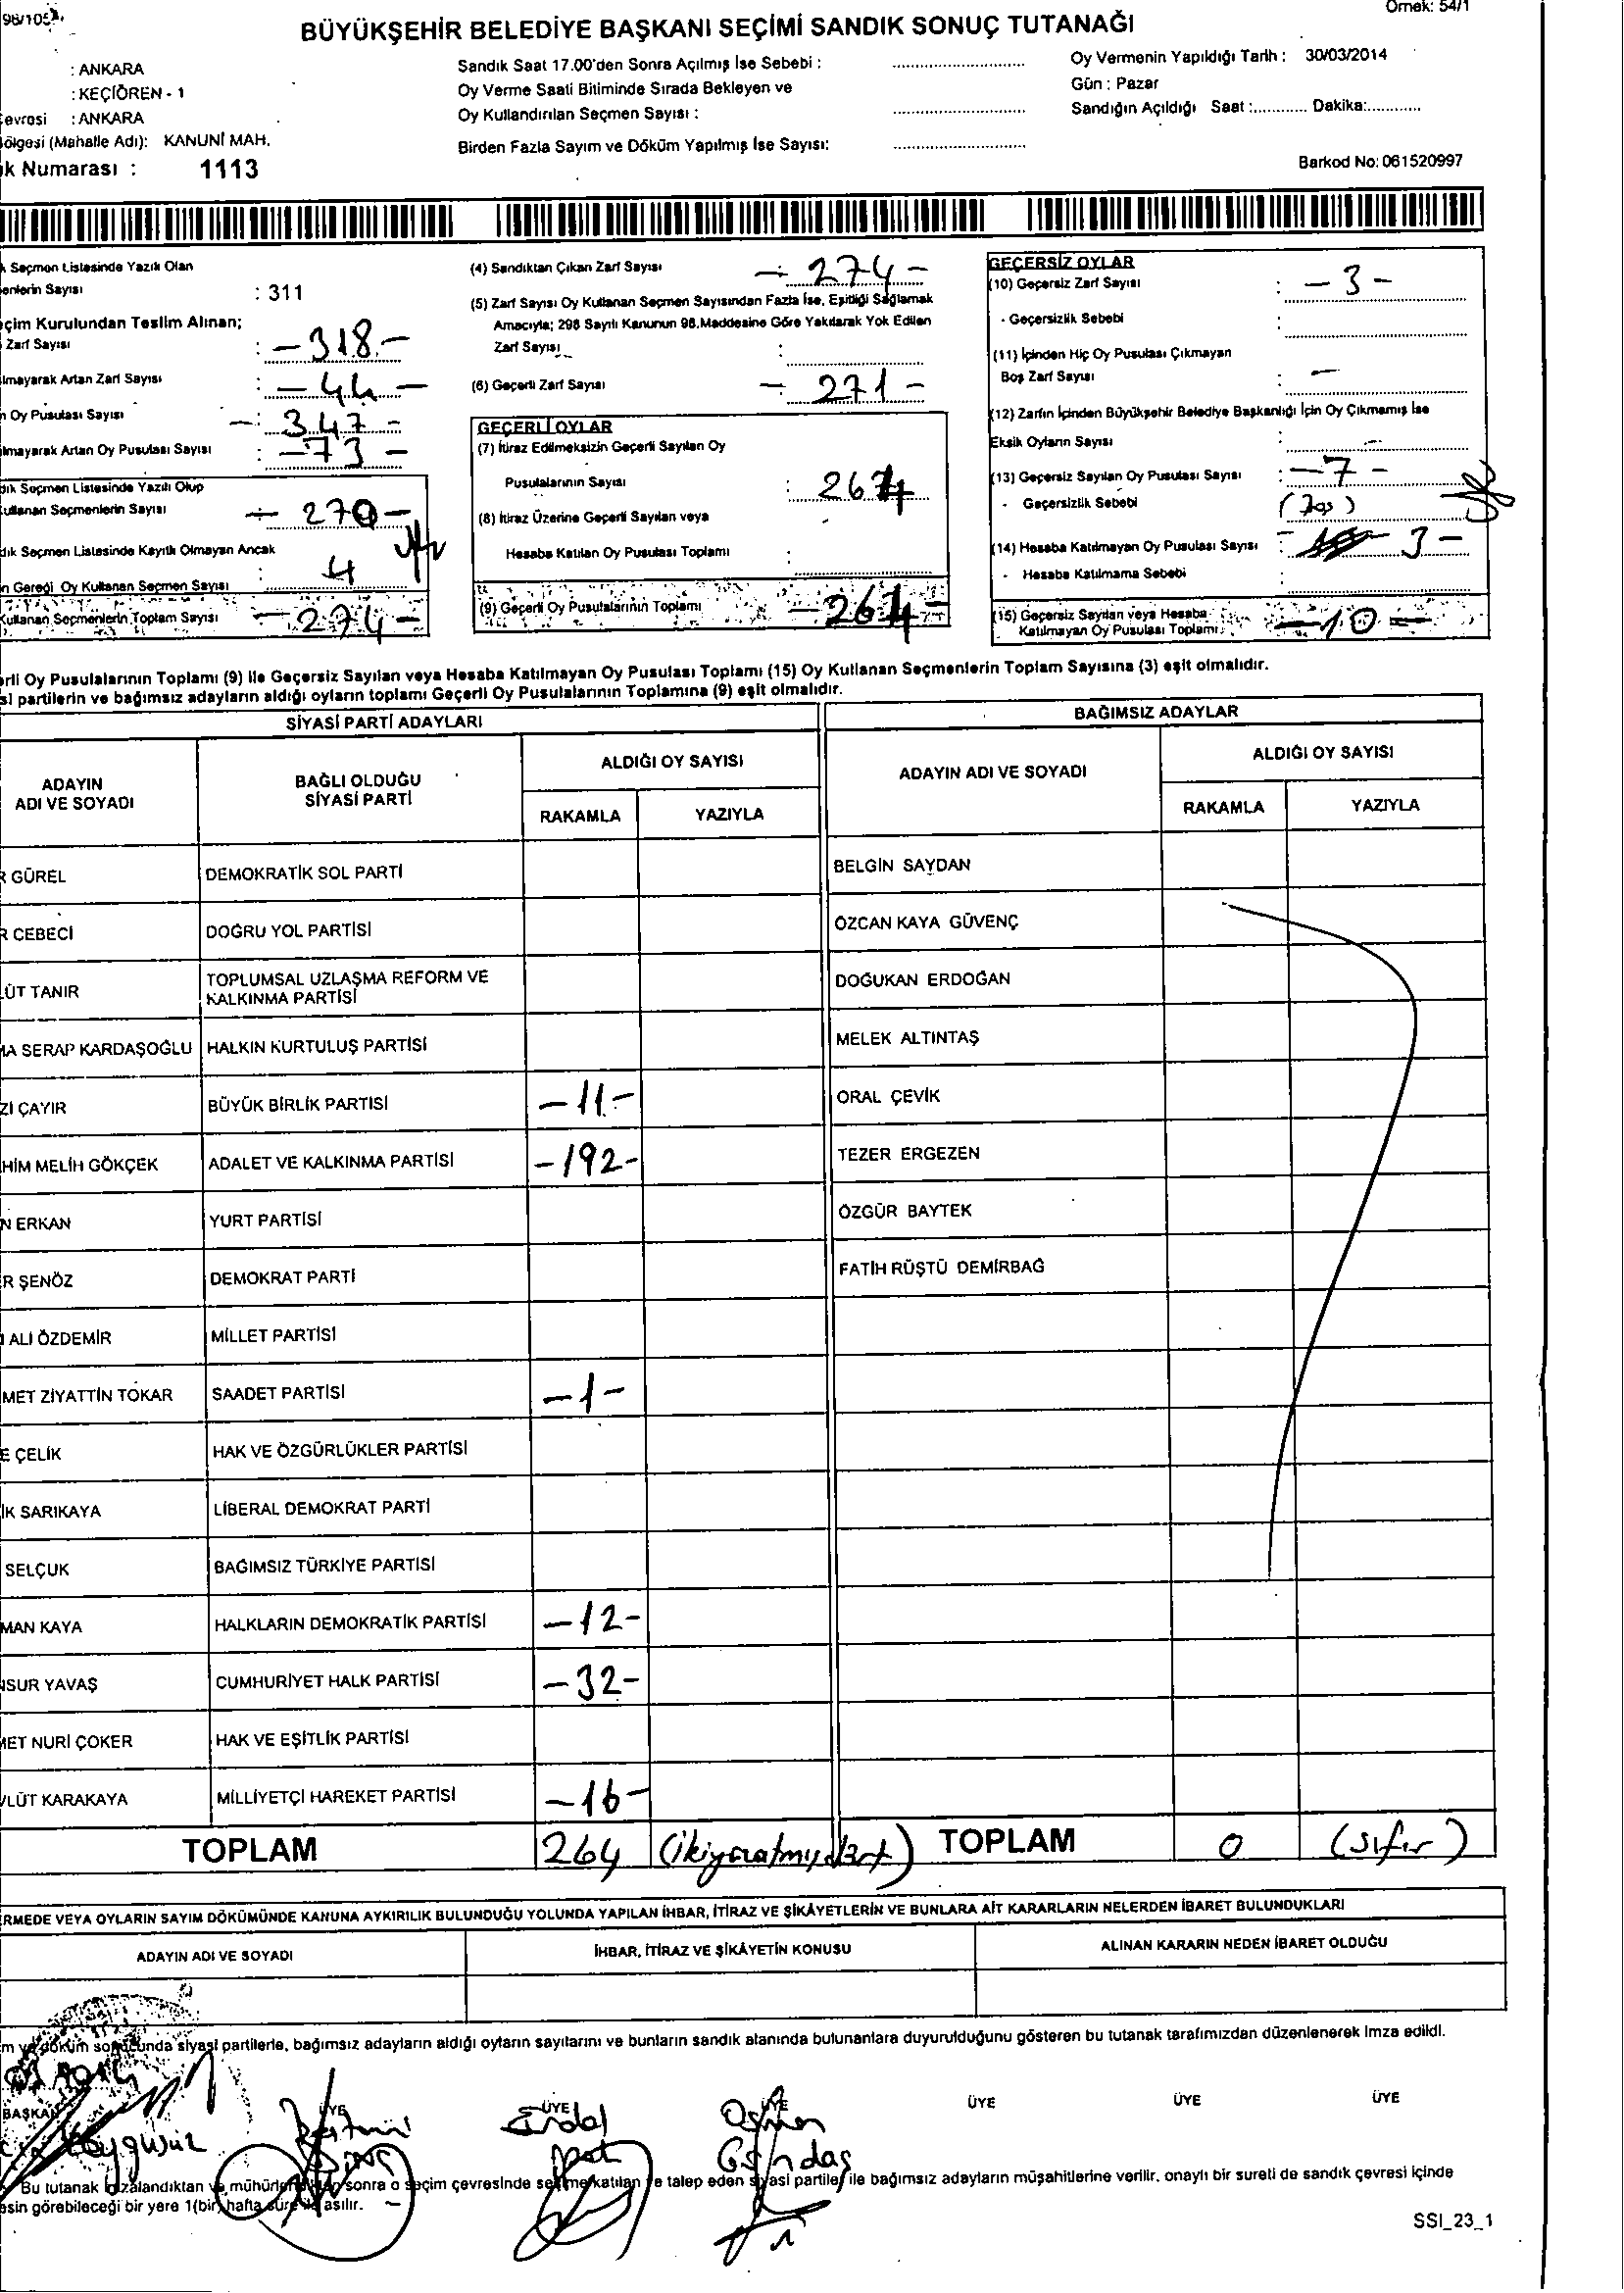 98/105
Örnek: 54/1
BÜYÜKŞEHİR BELEDİYE BAŞKANI SEÇİMİ SANDIK SONUÇ TUTANAĞI
: ANKARA
: KEÇİÖREN - 1
: ANKARA
(Mahalle Adı): KANUNİ MAH.
k Numarası : 1113
Sandık Saat 17.00'den Sonra Açılmış İse Sebebi :
Oy Verme Saati Bitiminde Sırada Bekleyen ve
Oy Kullandırılan Seçmen Sayısı :
Birden Fazla Sayım ve Döküm Yapılmış İse Sayısı:
Oy Vermenin Yapıldığı Tarih : 30/03/2014
Gün : Pazar
Sandığın Açıldığı Saat :............ Dakika:............
Barkod No: 061520997
k Seçmen Listesinde Yazılı Olan
enlerin Sayısı : 311
çim Kurulundan Teslim Alınan;
Zarf Sayısı : - 318 -
lmayarak Artan Zarf Sayısı : - 44 -
n Oy Pusulası Sayısı - : 347 -
lmayarak Artan Oy Pusulası Sayısı : - 73 -
dık Seçmen Listesinde Yazılı Olup
ullanan Seçmenlerin Sayısı - 270 -
dık Seçmen Listesinde Kayıtlı Olmayan Ancak
n Gereği Oy Kullanan Seçmen Sayısı : 4
Kullanan Seçmenlerin Toplam Sayısı - 274 -
(4) Sandıktan Çıkan Zarf Sayısı - 274 -
(5) Zarf Sayısı Oy Kullanan Seçmen Sayısından Fazla İse, Eşitliği Sağlamak
Amacıyla; 298 Sayılı Kanunun 98.Maddesine Göre Yakılarak Yok Edilen
Zarf Sayısı :
(6) Geçerli Zarf Sayısı - 271 -
GEÇERLİ OYLAR
(7) İtiraz Edilmeksizin Geçerli Sayılan Oy
Pusulalarının Sayısı : 264
(8) İtiraz Üzerine Geçerli Sayılan veya
Hesaba Katılan Oy Pusulası Toplamı :
(9) Geçerli Oy Pusulalarının Toplamı - 264 -
GEÇERSİZ OYLAR
(10) Geçersiz Zarf Sayısı : - 3 -
- Geçersizlik Sebebi :
(11) İçinden Hiç Oy Pusulası Çıkmayan
Boş Zarf Sayısı : -
(12) Zarfın İçinden Büyükşehir Belediye Başkanlığı İçin Oy Çıkmamış İse
Eksik Oyların Sayısı : -
(13) Geçersiz Sayılan Oy Pusulası Sayısı : - 7 -
- Geçersizlik Sebebi
(14) Hesaba Katılmayan Oy Pusulası Sayısı : 3 -
- Hesaba Katılmama Sebebi :
(15) Geçersiz Sayılan veya Hesaba
Katılmayan Oy Pusulası Toplamı : - 10 -
rli Oy Pusulalarının Toplamı (9) ile Geçersiz Sayılan veya Hesaba Katılmayan Oy Pusulası Toplamı (15) Oy Kullanan Seçmenlerin Toplam Sayısına (3) eşit olmalıdır.
si partilerin ve bağımsız adayların aldığı oyların toplamı Geçerli Oy Pusulalarının Toplamına (9) eşit olmalıdır.
SİYASİ PARTİ ADAYLARI
ADAYIN ADI VE SOYADI
BAĞLI OLDUĞU SİYASİ PARTİ
ALDIĞI OY SAYISI
RAKAMLA YAZIYLA
R GÜREL DEMOKRATİK SOL PARTİ
R CEBECİ DOĞRU YOL PARTİSİ
LÜT TANIR TOPLUMSAL UZLAŞMA REFORM VE KALKINMA PARTİSİ
MA SERAP KARDAŞOĞLU HALKIN KURTULUŞ PARTİSİ
Zİ ÇAYIR BÜYÜK BİRLİK PARTİSİ - 11 -
HİM MELİH GÖKÇEK ADALET VE KALKINMA PARTİSİ - 192 -
N ERKAN YURT PARTİSİ
R ŞENÖZ DEMOKRAT PARTİ
ALİ ÖZDEMİR MİLLET PARTİSİ
MET ZİYATTİN TOKAR SAADET PARTİSİ - 1 -
E ÇELİK HAK VE ÖZGÜRLÜKLER PARTİSİ
İK SARIKAYA LİBERAL DEMOKRAT PARTİ
SELÇUK BAĞIMSIZ TÜRKİYE PARTİSİ
MAN KAYA HALKLARIN DEMOKRATİK PARTİSİ - 12 -
NSUR YAVAŞ CUMHURİYET HALK PARTİSİ - 32 -
MET NURİ ÇOKER HAK VE EŞİTLİK PARTİSİ
VLÜT KARAKAYA MİLLİYETÇİ HAREKET PARTİSİ - 16 -
TOPLAM 264 (ikiyüzaltmışdört)
BAĞIMSIZ ADAYLAR
ADAYIN ADI VE SOYADI
ALDIĞI OY SAYISI
RAKAMLA YAZIYLA
BELGİN SAYDAN
ÖZCAN KAYA GÜVENÇ
DOĞUKAN ERDOĞAN
MELEK ALTINTAŞ
ORAL ÇEVİK
TEZER ERGEZEN
ÖZGÜR BAYTEK
FATİH RÜŞTÜ DEMİRBAĞ
TOPLAM 0 (sıfır)
ERMEDE VEYA OYLARIN SAYIM DÖKÜMÜNDE KANUNA AYKIRILIK BULUNDUĞU YOLUNDA YAPILAN İHBAR, İTİRAZ VE ŞİKÂYETLERİN VE BUNLARA AİT KARARLARIN NELERDEN İBARET BULUNDUKLARI
ADAYIN ADI VE SOYADI
İHBAR, İTİRAZ VE ŞİKÂYETİN KONUSU
ALINAN KARARIN NEDEN İBARET OLDUĞU
m ve döküm sonucunda siyasi partilerle, bağımsız adayların aldığı oyların sayılarını ve bunların sandık alanında bulunanlara duyurulduğunu gösteren bu tutanak tarafımızdan düzenlenerek imza edildi.
BAŞKAN ÜYE ÜYE ÜYE ÜYE ÜYE ÜYE
Erdal
Osman
Bu tutanak imzalandıktan ve mühürlendikten sonra o seçim çevresinde seçime katılan ve talep eden siyasi partiler ile bağımsız adayların müşahitlerine verilir, onaylı bir sureti de sandık çevresi içinde
esin görebileceği bir yere 1(bir) hafta süre ile asılır.
SSI_23_1